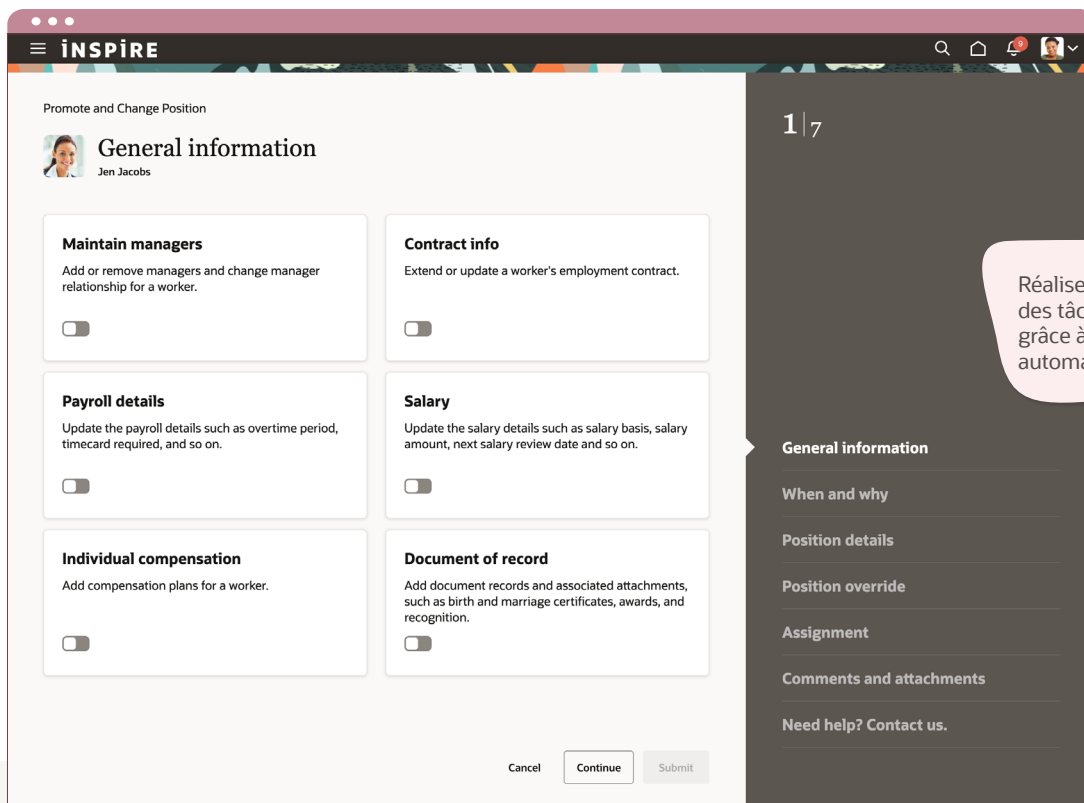 iNSPiRE
9
Promote and Change Position
General information
Jen Jacobs
Maintain managers
Add or remove managers and change manager
relationship for a worker.
Contract info
Extend or update a worker's employment contract.
Payroll details
Update the payroll details such as overtime period,
timecard required, and so on.
Salary
Update the salary details such as salary basis, salary
amount, next salary review date and so on.
Individual compensation
Add compensation plans for a worker.
Document of record
Add document records and associated attachments,
such as birth and marriage certificates, awards, and
recognition.
Cancel
Continue
Submit
1|7
des
grâce à
General information
When and why
Position details
Position override
Assignment
Comments and attachments
Need help? Contact us.